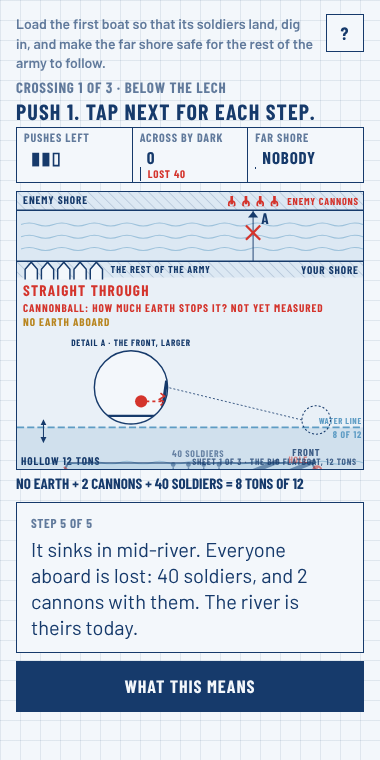 Load the first boat so that its soldiers land, dig
in, and make the far shore safe for the rest of the
army to follow.
?
CROSSING 1 OF 3 · BELOW THE LECH
PUSH 1. TAP NEXT FOR EACH STEP.
PUSHES LEFT
ACROSS BY DARK
0
LOST 40
FAR SHORE
NOBODY
ENEMY SHORE
ENEMY CANNONS
A
THE REST OF THE ARMY
YOUR SHORE
STRAIGHT THROUGH
CANNONBALL: HOW MUCH EARTH STOPS IT? NOT YET MEASURED
NO EARTH ABOARD
DETAIL A · THE FRONT, LARGER
WATER LINE
8 OF 12
40 SOLDIERS
FRONT
HOLLOW 12 TONS
SHEET 1 OF 3 · THE BIG FLATBOAT, 12 TONS
NO EARTH + 2 CANNONS + 40 SOLDIERS = 8 TONS OF 12
STEP 5 OF 5
It sinks in mid-river. Everyone
aboard is lost: 40 soldiers, and 2
cannons with them. The river is
theirs today.
WHAT THIS MEANS